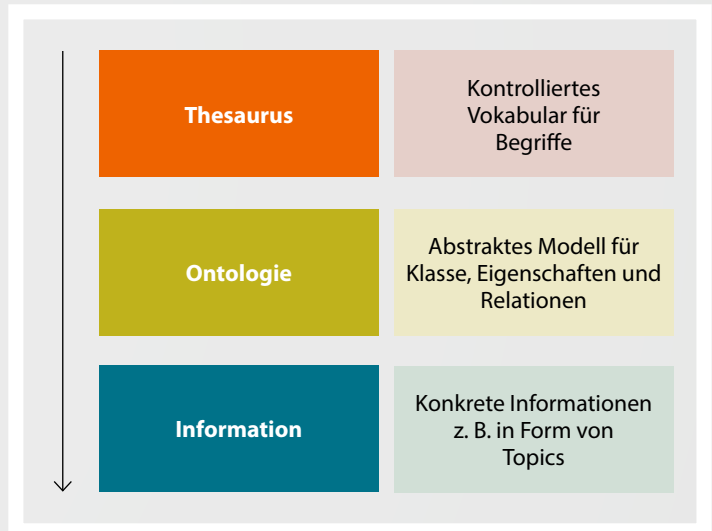 Thesaurus
Kontrolliertes
Vokabular für
Begriffe
Ontologie
Abstraktes Modell für
Klasse, Eigenschaften und
Relationen
Information
Konkrete Informationen
z. B. in Form von
Topics